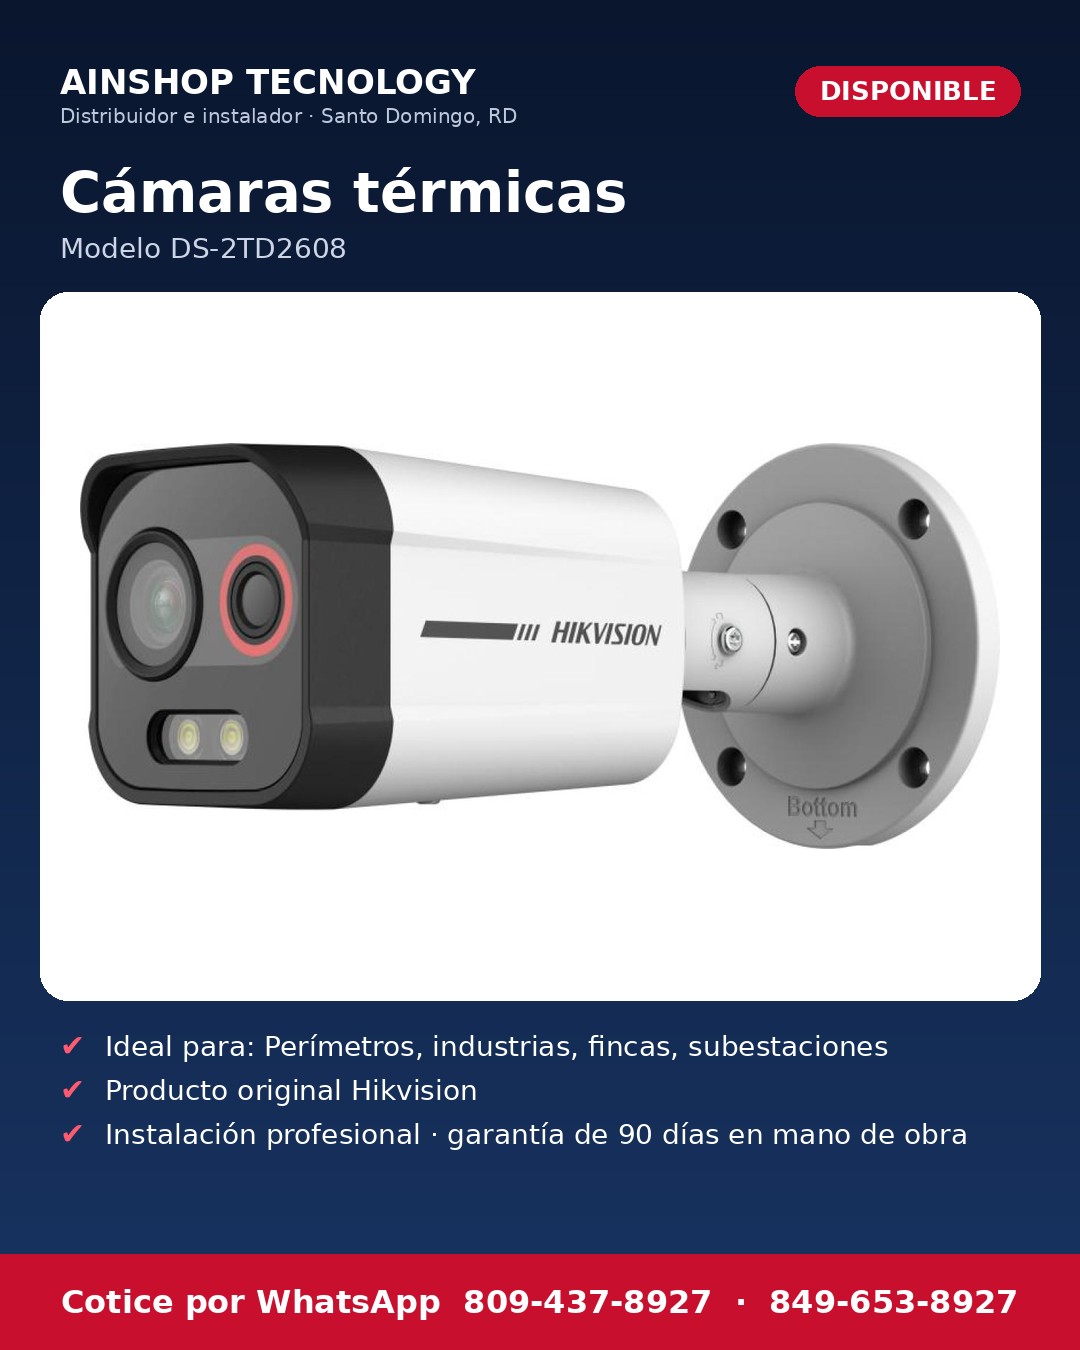 AINSHOP TECNOLOGY
Distribuidor e instalador · Santo Domingo, RD
DISPONIBLE
Cámaras térmicas
Modelo DS-2TD2608
HIKVISION
Bottom
✔ Ideal para: Perímetros, industrias, fincas, subestaciones
✔ Producto original Hikvision
✔ Instalación profesional · garantía de 90 días en mano de obra
Cotice por WhatsApp 809-437-8927 · 849-653-8927